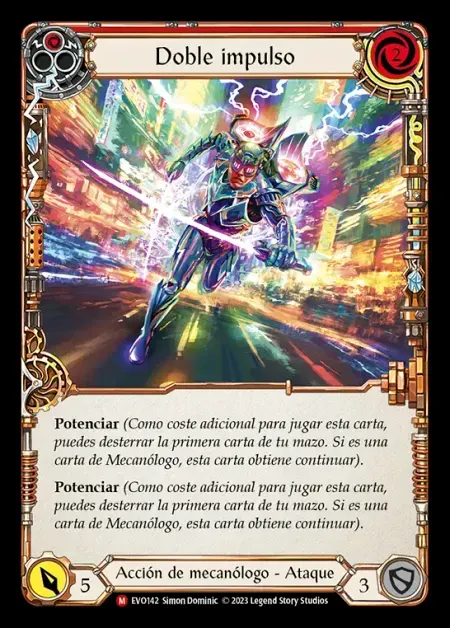 Doble impulso
2
Potenciar (Como coste adicional para jugar esta carta,
puedes desterrar la primera carta de tu mazo. Si es una
carta de Mecanólogo, esta carta obtiene continuar).
Potenciar (Como coste adicional para jugar esta carta,
puedes desterrar la primera carta de tu mazo. Si es una
carta de Mecanólogo, esta carta obtiene continuar).
5 Acción de mecanólogo - Ataque 3
M EVO142 Simon Dominic © 2023 Legend Story Studios